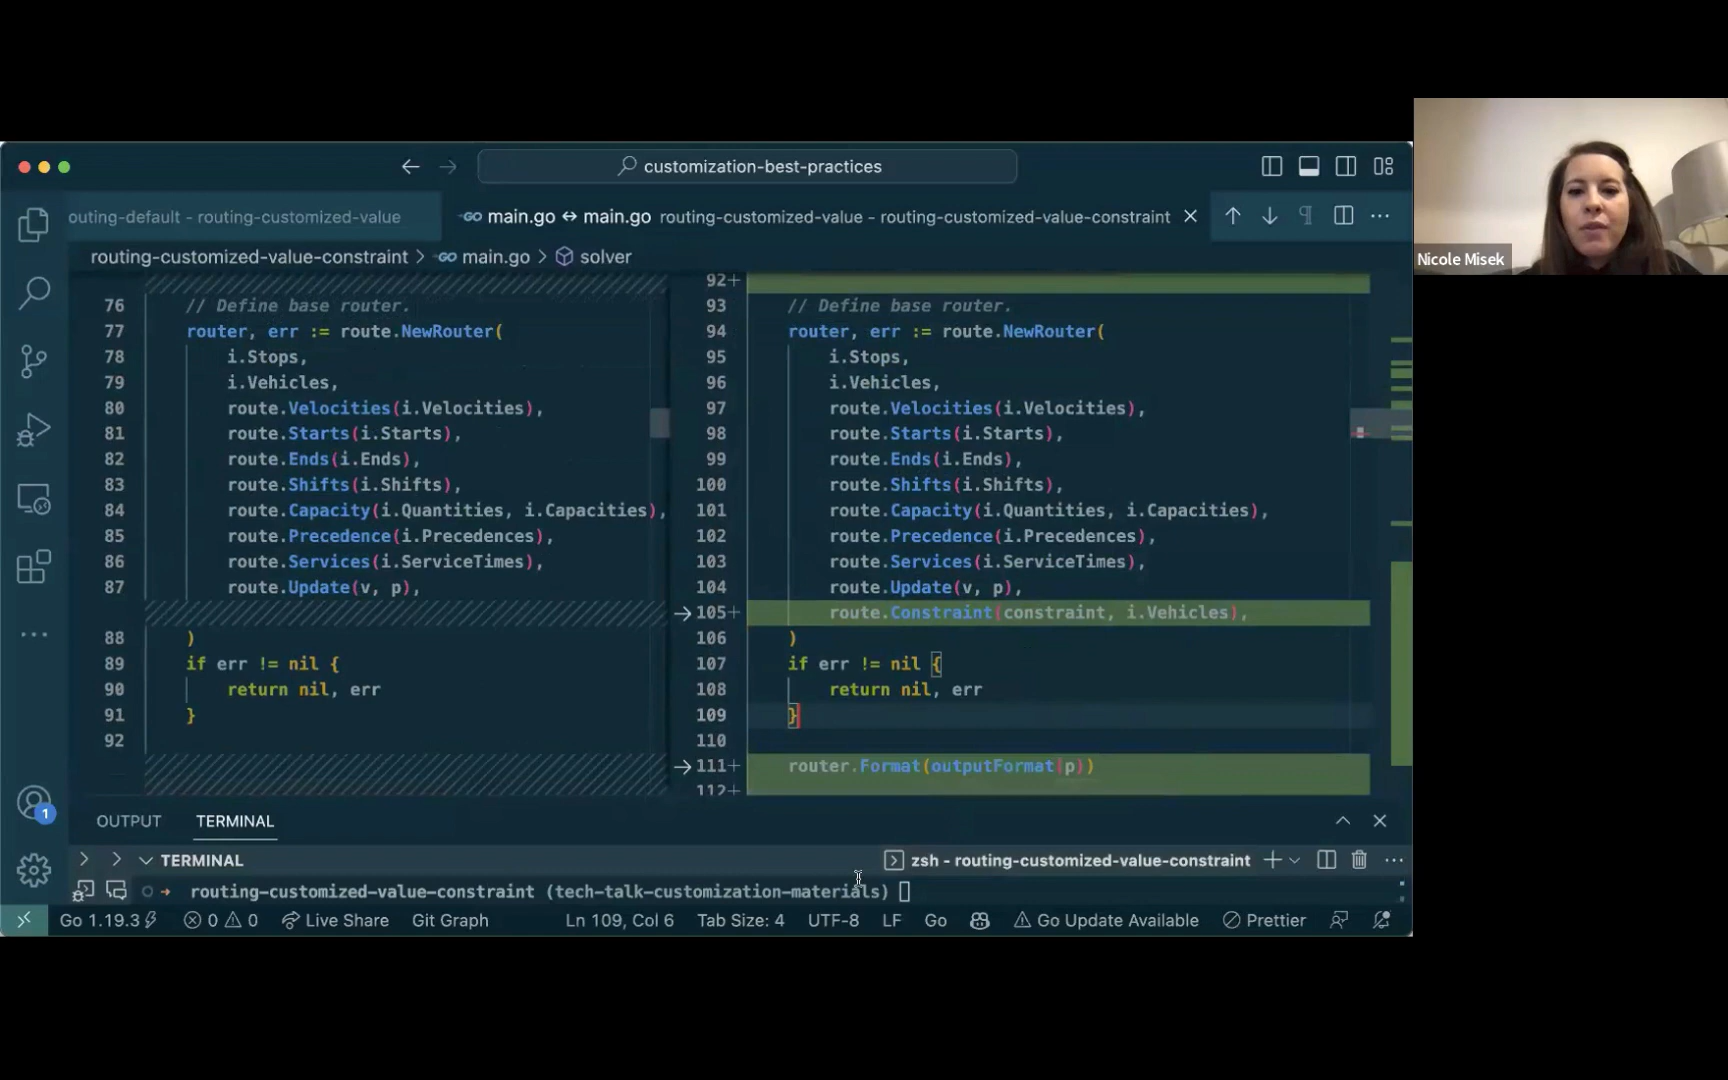 customization-best-practices
outing-default - routing-customized-value
main.go ↔ main.go routing-customized-value - routing-customized-value-constraint
routing-customized-value-constraint > main.go > solver
76 // Define base router.
77 router, err := route.NewRouter(
78 i.Stops,
79 i.Vehicles,
80 route.Velocities(i.Velocities),
81 route.Starts(i.Starts),
82 route.Ends(i.Ends),
83 route.Shifts(i.Shifts),
84 route.Capacity(i.Quantities, i.Capacities),
85 route.Precedence(i.Precedences),
86 route.Services(i.ServiceTimes),
87 route.Update(v, p),
88 )
89 if err != nil {
90 return nil, err
91 }
92
92+
93 // Define base router.
94 router, err := route.NewRouter(
95 i.Stops,
96 i.Vehicles,
97 route.Velocities(i.Velocities),
98 route.Starts(i.Starts),
99 route.Ends(i.Ends),
100 route.Shifts(i.Shifts),
101 route.Capacity(i.Quantities, i.Capacities),
102 route.Precedence(i.Precedences),
103 route.Services(i.ServiceTimes),
104 route.Update(v, p),
→105+ route.Constraint(constraint, i.Vehicles),
106 )
107 if err != nil {
108 return nil, err
109 }
110
→111+ router.Format(outputFormat(p))
112+
OUTPUT TERMINAL
TERMINAL
zsh - routing-customized-value-constraint
routing-customized-value-constraint (tech-talk-customization-materials)
1
Go 1.19.3 0 0 Live Share Git Graph Ln 109, Col 6 Tab Size: 4 UTF-8 LF Go Go Update Available Prettier
Nicole Misek